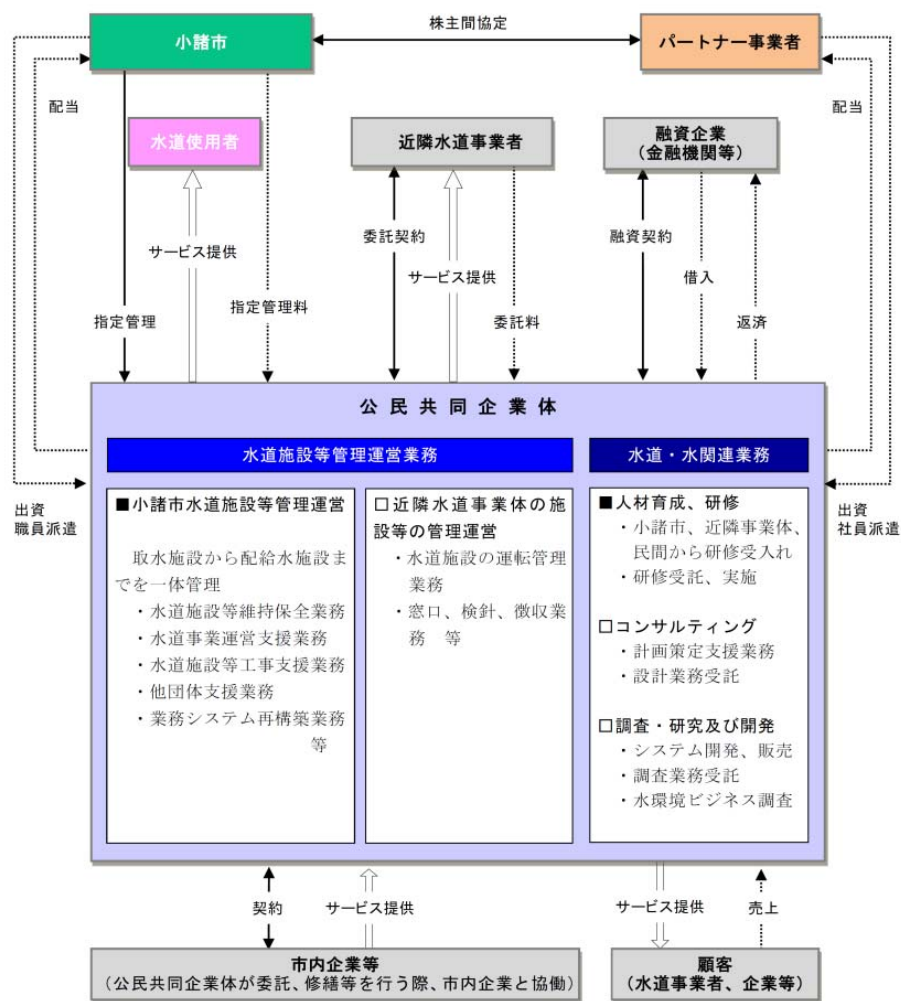 株主間協定
小諸市
パートナー事業者
配当
配当
水道使用者
近隣水道事業者
融資企業
（金融機関等）
サービス提供
委託契約
サービス提供
融資契約
借入
指定管理
指定管理料
委託料
返済
公民共同企業体
水道施設等管理運営業務
水道・水関連業務
出資
職員派遣
出資
社員派遣
■小諸市水道施設等管理運営
取水施設から配給水施設ま
でを一体管理
・水道施設等維持保全業務
・水道事業運営支援業務
・水道施設等工事支援業務
・他団体支援業務
・業務システム再構築業務
等
□近隣水道事業体の施
設等の管理運営
・水道施設の運転管理
業務
・窓口、検針、徴収業
務　等
■人材育成、研修
・小諸市、近隣事業体、
民間から研修受入れ
・研修受託、実施
□コンサルティング
・計画策定支援業務
・設計業務受託
□調査・研究及び開発
・システム開発、販売
・調査業務受託
・水環境ビジネス調査
契約
サービス提供
サービス提供
売上
市内企業等
（公民共同企業体が委託、修繕等を行う際、市内企業と協働）
顧客
（水道事業者、企業等）